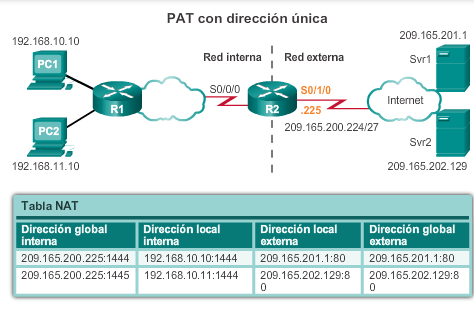 PAT con dirección única
192.168.10.10
PC1
R1
S0/0/0
Red interna
Red externa
R2
S0/1/0
.225
209.165.200.224/27
Internet
209.165.201.1
Svr1
Svr2
209.165.202.129
PC2
192.168.11.10
Tabla NAT
Dirección global interna
Dirección local interna
Dirección local externa
Dirección global externa
209.165.200.225:1444
192.168.10.10:1444
209.165.201.1:80
209.165.201.1:80
209.165.200.225:1445
192.168.10.11:1444
209.165.202.129:8
0
209.165.202.129:8
0